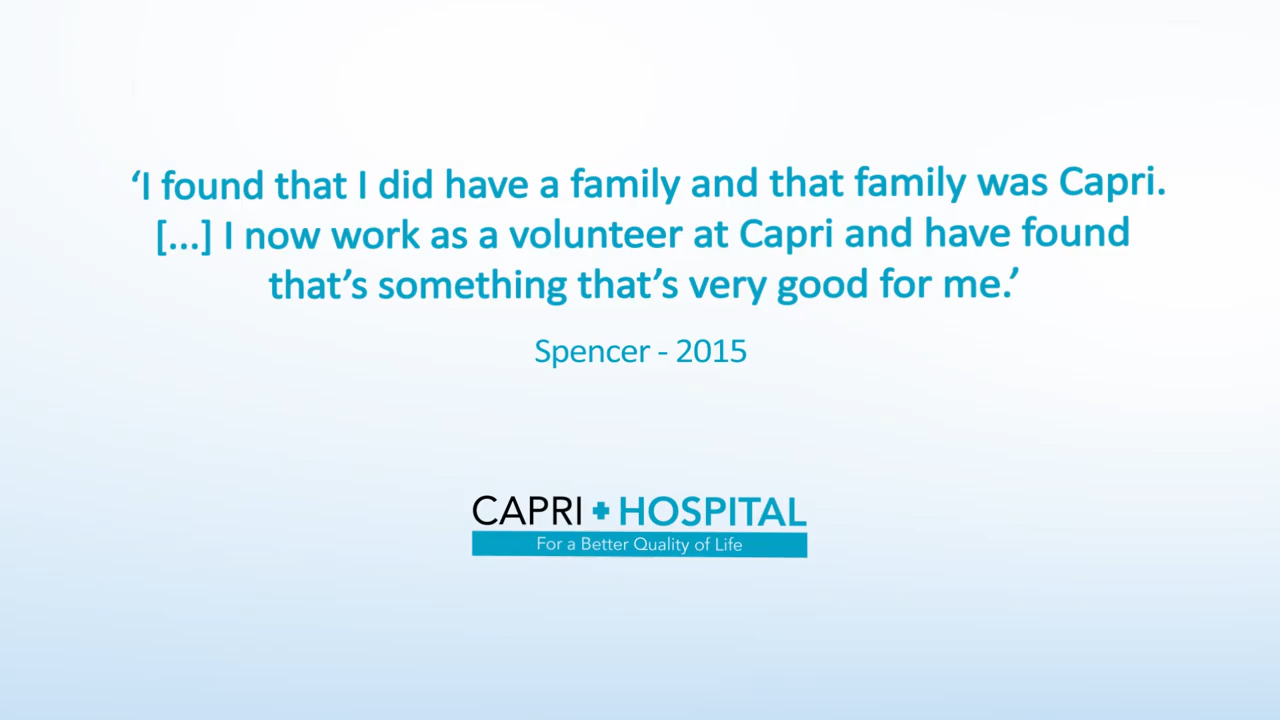 ‘I found that I did have a family and that family was Capri.
[...] I now work as a volunteer at Capri and have found
that’s something that’s very good for me.’
Spencer - 2015
CAPRI + HOSPITAL
For a Better Quality of Life